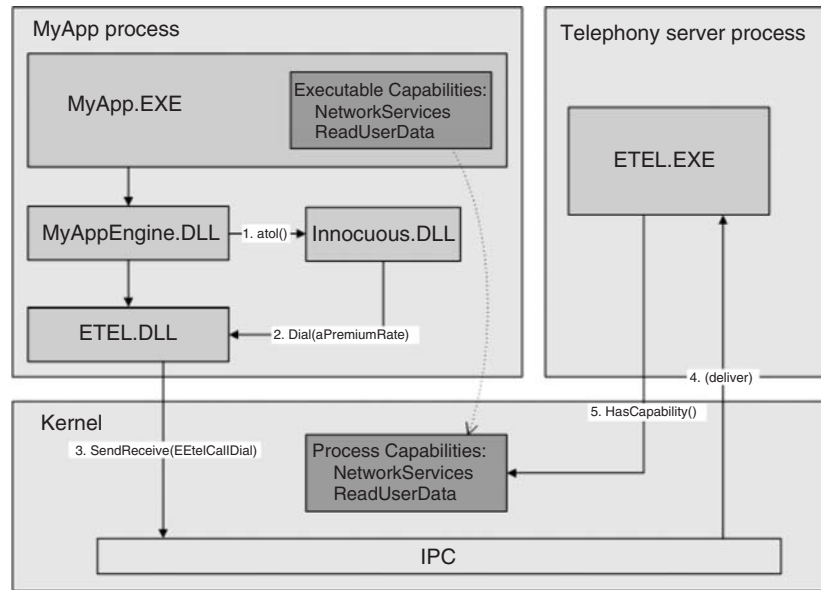 MyApp process
MyApp.EXE
Executable Capabilities:
NetworkServices
ReadUserData
MyAppEngine.DLL
1. atol()
Innocuous.DLL
ETEL.DLL
2. Dial(aPremiumRate)
Telephony server process
ETEL.EXE
4. (deliver)
5. HasCapability()
Kernel
3. SendReceive(EEtelCallDial)
Process Capabilities:
NetworkServices
ReadUserData
IPC